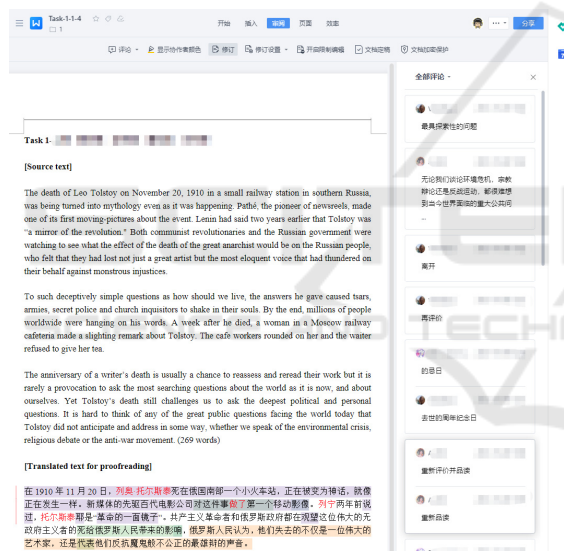 Task-1-1-4
1
开始 插入 审阅 页面 效率
分享
评论 显示协作者颜色 修订 修订设置 开启限制编辑 文档定稿 文档加密保护
全部评论
Task 1-
[Source text]
The death of Leo Tolstoy on November 20, 1910 in a small railway station in southern Russia,
was being turned into mythology even as it was happening. Pathé, the pioneer of newsreels, made
one of its first moving-pictures about the event. Lenin had said two years earlier that Tolstoy was
"a mirror of the revolution." Both communist revolutionaries and the Russian government were
watching to see what the effect of the death of the great anarchist would be on the Russian people,
who felt that they had lost not just a great artist but the most eloquent voice that had thundered on
their behalf against monstrous injustices.
To such deceptively simple questions as how should we live, the answers he gave caused tsars,
armies, secret police and church inquisitors to shake in their souls. By the end, millions of people
worldwide were hanging on his words. A week after he died, a woman in a Moscow railway
cafeteria made a slighting remark about Tolstoy. The cafe workers rounded on her and the waiter
refused to give her tea.
The anniversary of a writer's death is usually a chance to reassess and reread their work but it is
rarely a provocation to ask the most searching questions about the world as it is now, and about
ourselves. Yet Tolstoy's death still challenges us to ask the deepest political and personal
questions. It is hard to think of any of the great public questions facing the world today that
Tolstoy did not anticipate and address in some way, whether we speak of the environmental crisis,
religious debate or the anti-war movement. (269 words)
[Translated text for proofreading]
在 1910 年 11 月 20 日，列奥·托尔斯泰死在俄国南部一个小火车站，正在被变为神话，就像
正在发生一样。新媒体的先驱百代电影公司对这件事做了第一个移动影像。列宁两年前说
过，托尔斯泰那是“革命的一面镜子”。共产主义革命者和俄罗斯政府都在观望这位伟大的无
政府主义者的死给俄罗斯人民带来的影响，俄罗斯人民认为，他们失去的不仅是一位伟大的
艺术家，还是代表他们反抗魔鬼般不公正的最雄辩的声音。
最具探索性的问题
无论我们谈论环境危机、宗教
辩论还是反战运动，都很难想
到当今世界面临的重大公共问
...
离开
再评价
的忌日
去世的周年纪念日
重新评价并品读
重新品读